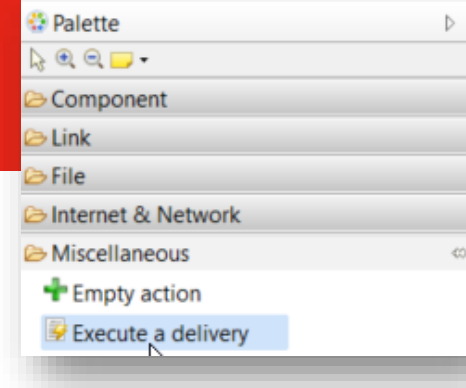 Palette
Component
Link
File
Internet & Network
Miscellaneous
Empty action
Execute a delivery